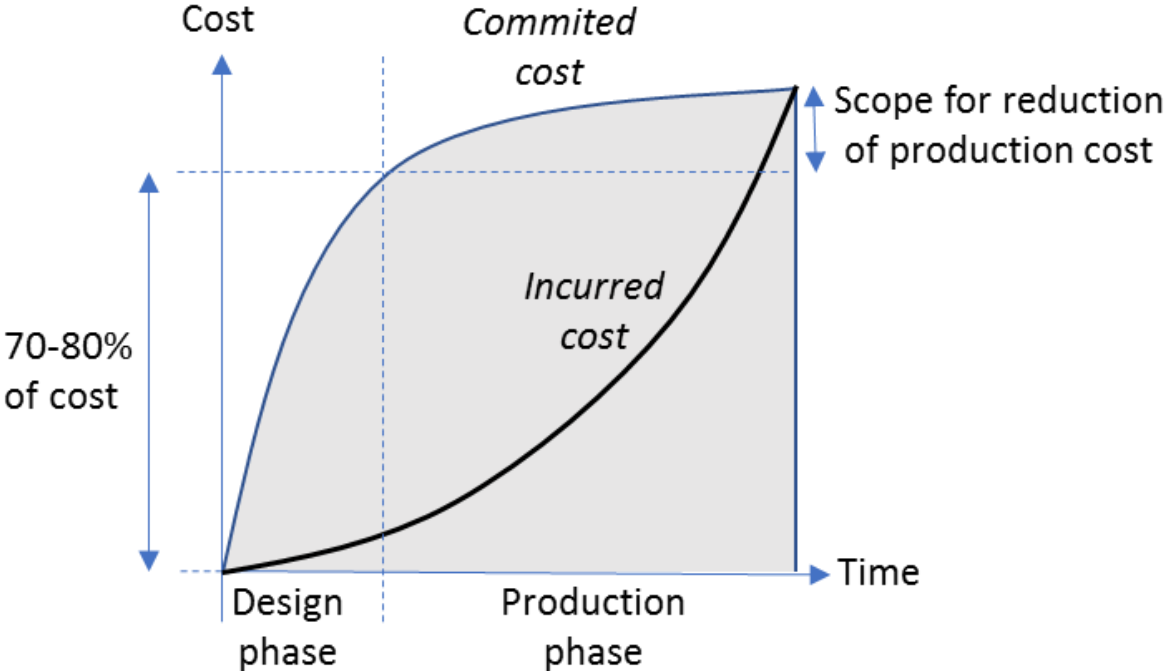 Cost
Commited
cost
Scope for reduction
of production cost
Incurred
cost
70-80%
of cost
Time
Design
phase
Production
phase